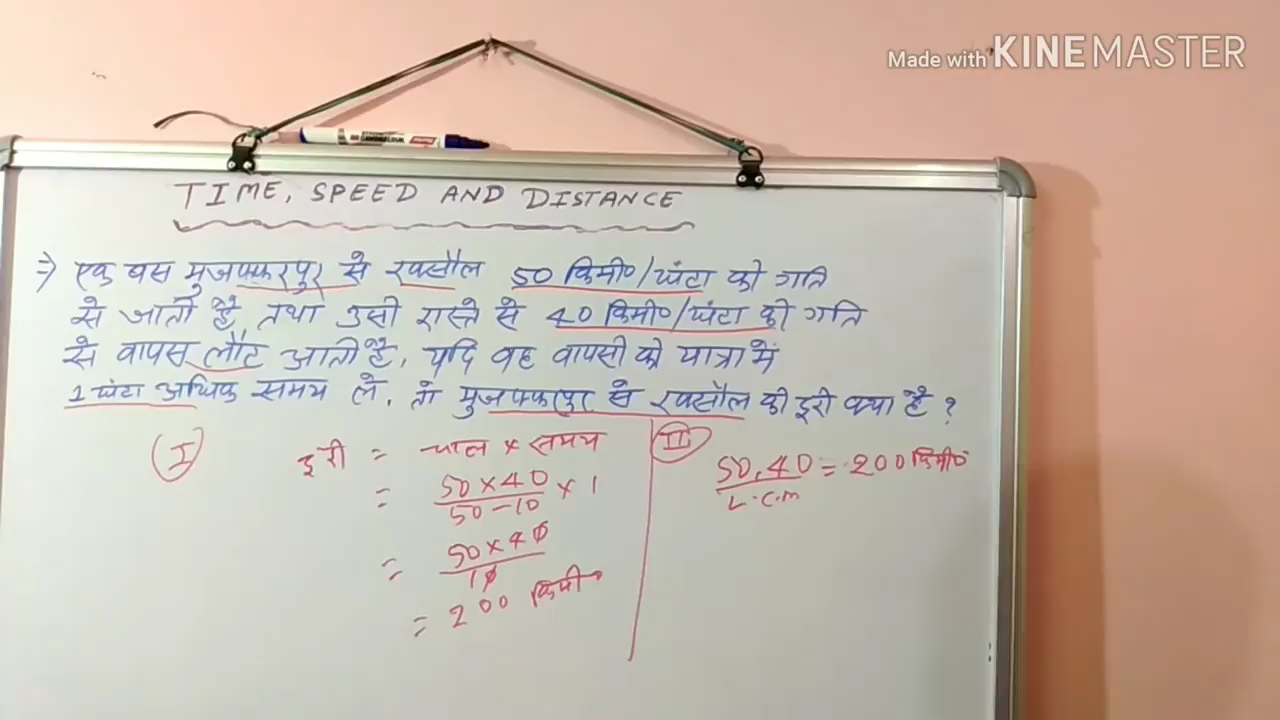 Made with KINEMASTER
TIME, SPEED AND DISTANCE
⇒ एक बस मुजफ्फरपुर से रक्सौल 50 किमी०/घंटा की गति
से जाती है, तथा उसी रास्ते से 40 किमी०/घंटा की गति
से वापस लौट आती है, यदि वह वापसी की यात्रा में
1 घंटा अधिक समय ले, तो मुजफ्फरपुर से रक्सौल की दूरी क्या है ?
(I)
दूरी = चाल × समय
= 50 × 40 / 50 - 10 × 1
= 50 × 40 / 10
= 200 किमी०
(II)
50, 40 / L.C.M = 200 किमी०